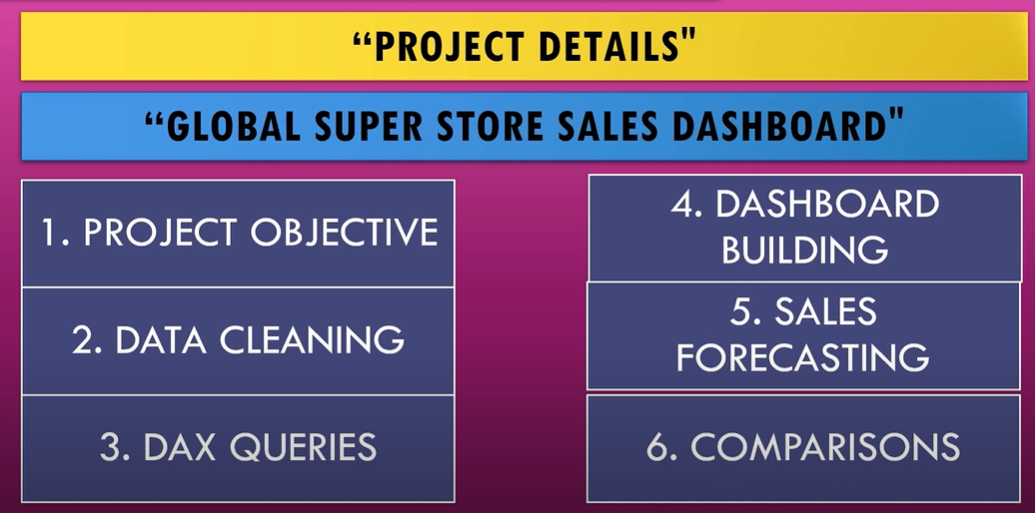 “PROJECT DETAILS"
“GLOBAL SUPER STORE SALES DASHBOARD"
1. PROJECT OBJECTIVE
2. DATA CLEANING
3. DAX QUERIES
4. DASHBOARD
BUILDING
5. SALES
FORECASTING
6. COMPARISONS